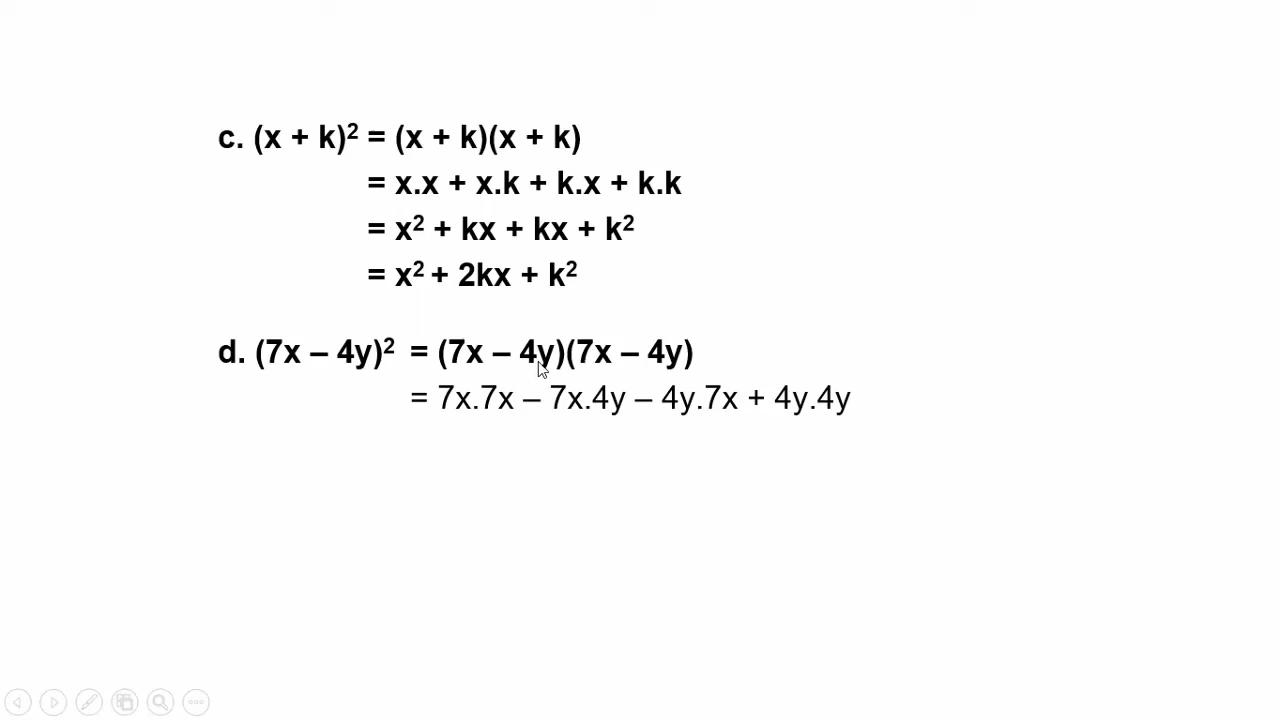 c. (x + k)² = (x + k)(x + k)
= x.x + x.k + k.x + k.k
= x² + kx + kx + k²
= x² + 2kx + k²
d. (7x – 4y)² = (7x – 4y)(7x – 4y)
= 7x.7x – 7x.4y – 4y.7x + 4y.4y